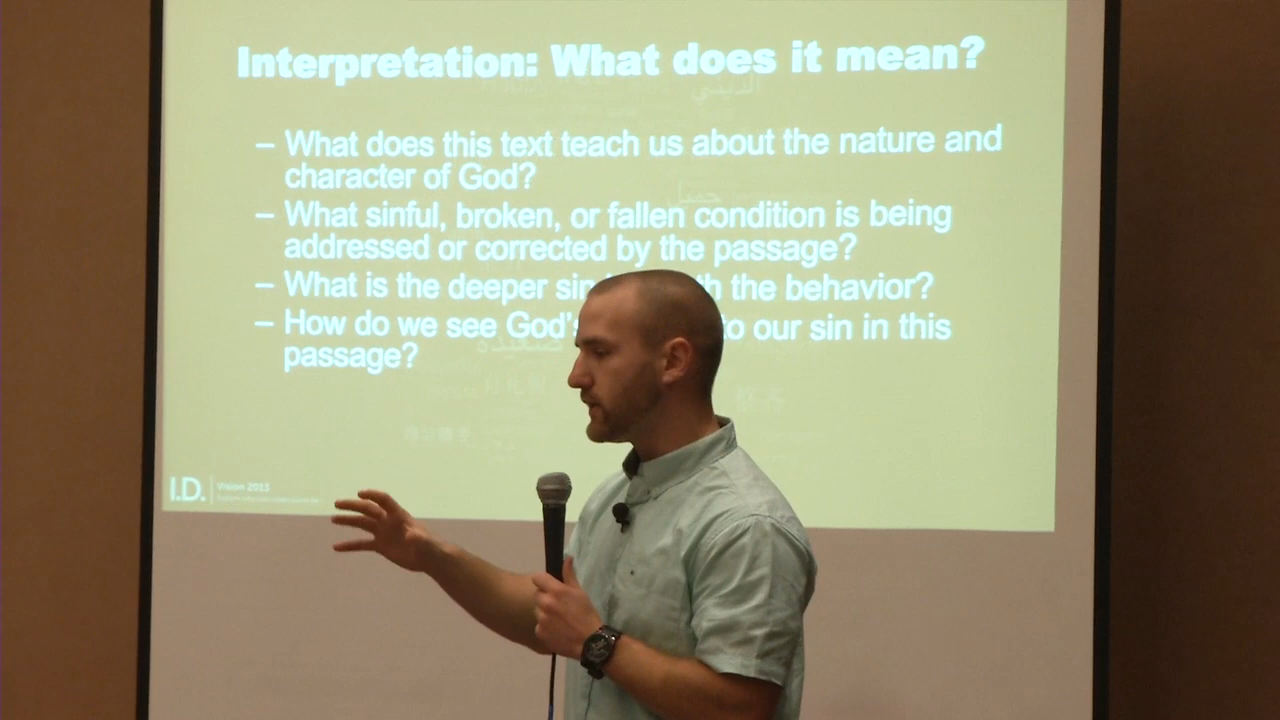 Interpretation: What does it mean?
– What does this text teach us about the nature and
character of God?
– What sinful, broken, or fallen condition is being
addressed or corrected by the passage?
– What is the deeper sin the behavior?
– How do we see God's to our sin in this
passage?
I.D. Vision 2013